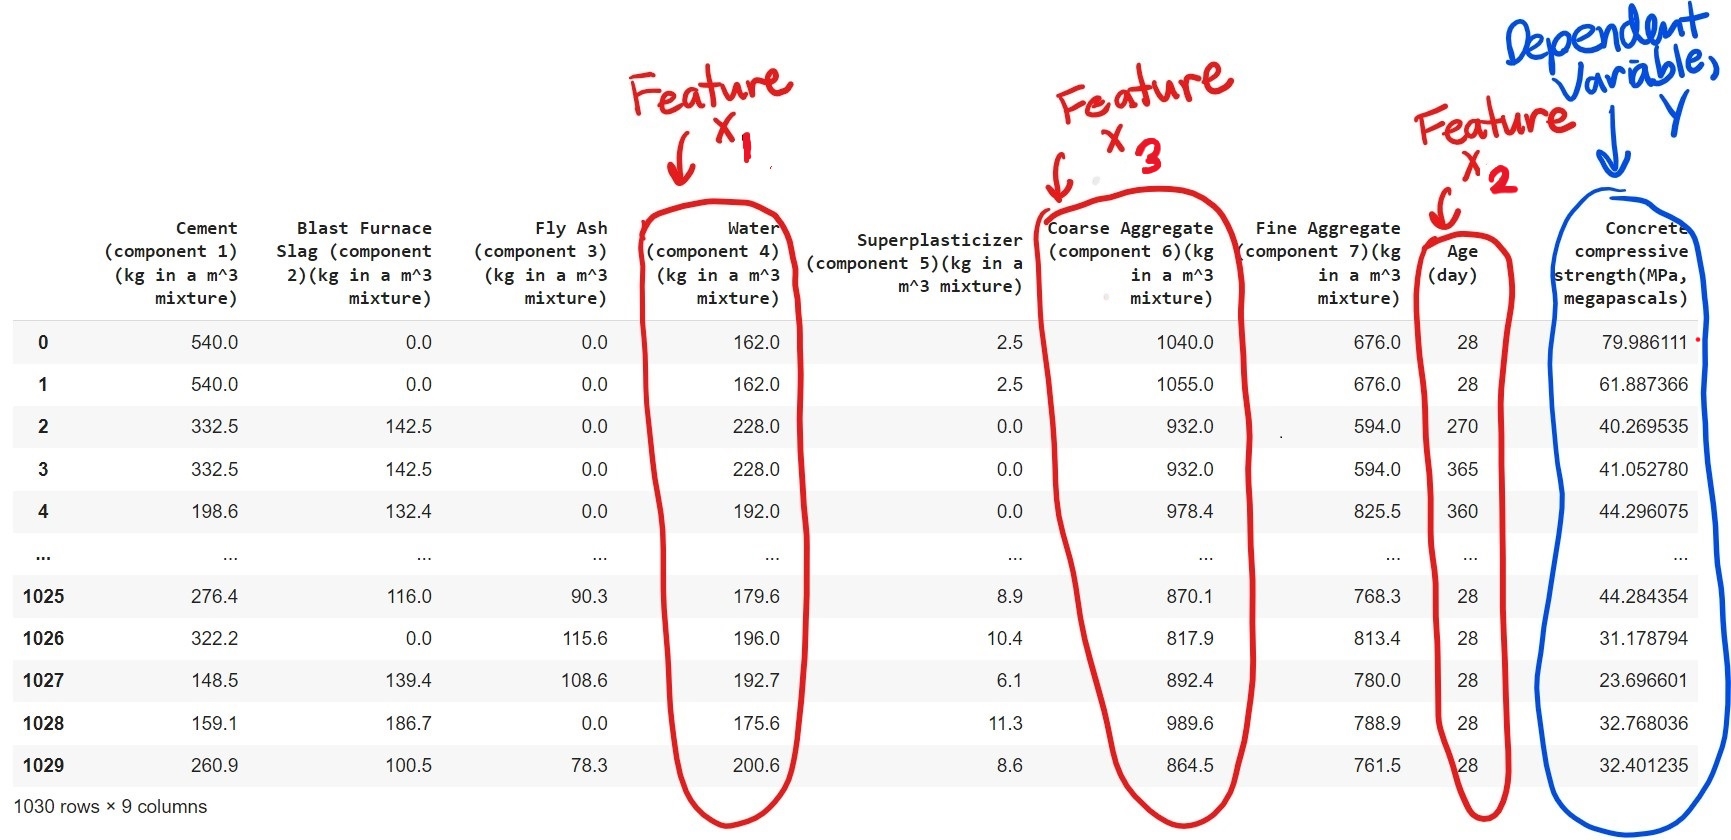 Dependent
Variable,
Y
Feature
X 1
Feature
X 3
Feature
X 2
Cement
(component 1)
(kg in a m^3
mixture)
Blast Furnace
Slag (component
2)(kg in a m^3
mixture)
Fly Ash
(component 3)
(kg in a m^3
mixture)
Water
(component 4)
(kg in a m^3
mixture)
Superplasticizer
(component 5)(kg in a
m^3 mixture)
Coarse Aggregate
(component 6)(kg
in a m^3
mixture)
Fine Aggregate
(component 7)(kg
in a m^3
mixture)
Age
(day)
Concrete
compressive
strength(MPa,
megapascals)
0 540.0 0.0 0.0 162.0 2.5 1040.0 676.0 28 79.986111
1 540.0 0.0 0.0 162.0 2.5 1055.0 676.0 28 61.887366
2 332.5 142.5 0.0 228.0 0.0 932.0 594.0 270 40.269535
3 332.5 142.5 0.0 228.0 0.0 932.0 594.0 365 41.052780
4 198.6 132.4 0.0 192.0 0.0 978.4 825.5 360 44.296075
... ... ... ... ... ... ... ... ... ...
1025 276.4 116.0 90.3 179.6 8.9 870.1 768.3 28 44.284354
1026 322.2 0.0 115.6 196.0 10.4 817.9 813.4 28 31.178794
1027 148.5 139.4 108.6 192.7 6.1 892.4 780.0 28 23.696601
1028 159.1 186.7 0.0 175.6 11.3 989.6 788.9 28 32.768036
1029 260.9 100.5 78.3 200.6 8.6 864.5 761.5 28 32.401235
1030 rows × 9 columns